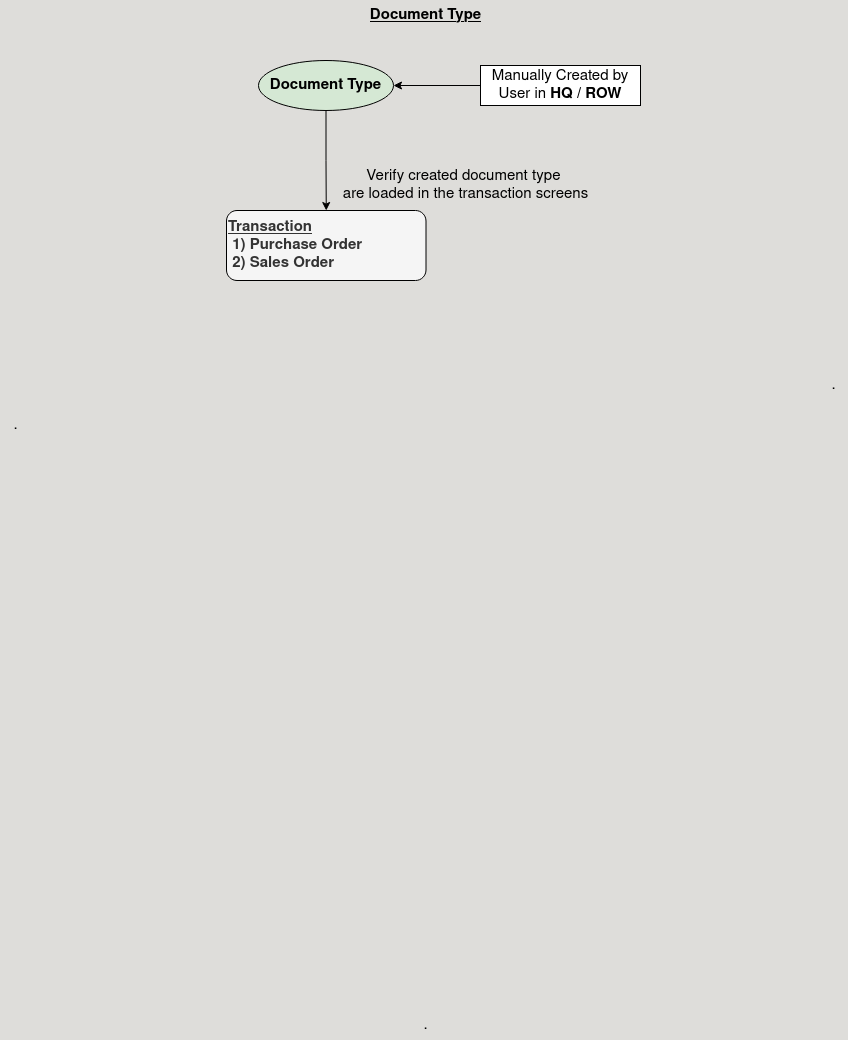 Document Type
Document Type
Manually Created by
User in HQ / ROW
Verify created document type
are loaded in the transaction screens
Transaction
1) Purchase Order
2) Sales Order
.
.
.